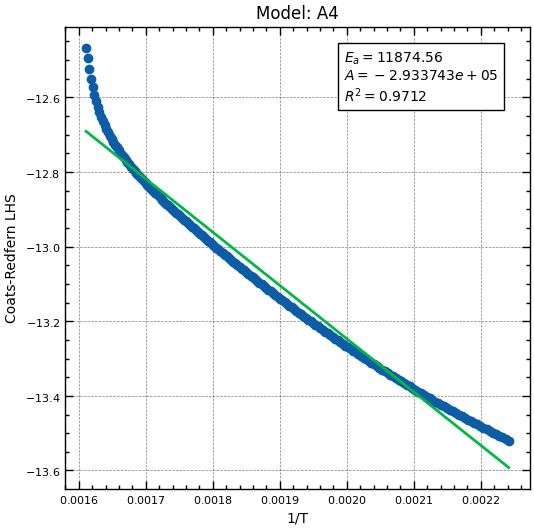 Model: A4
E_a = 11874.56
A = −2.933743e + 05
R² = 0.9712
Coats-Redfern LHS
−12.6
−12.8
−13.0
−13.2
−13.4
−13.6
0.0016 0.0017 0.0018 0.0019 0.0020 0.0021 0.0022
1/T